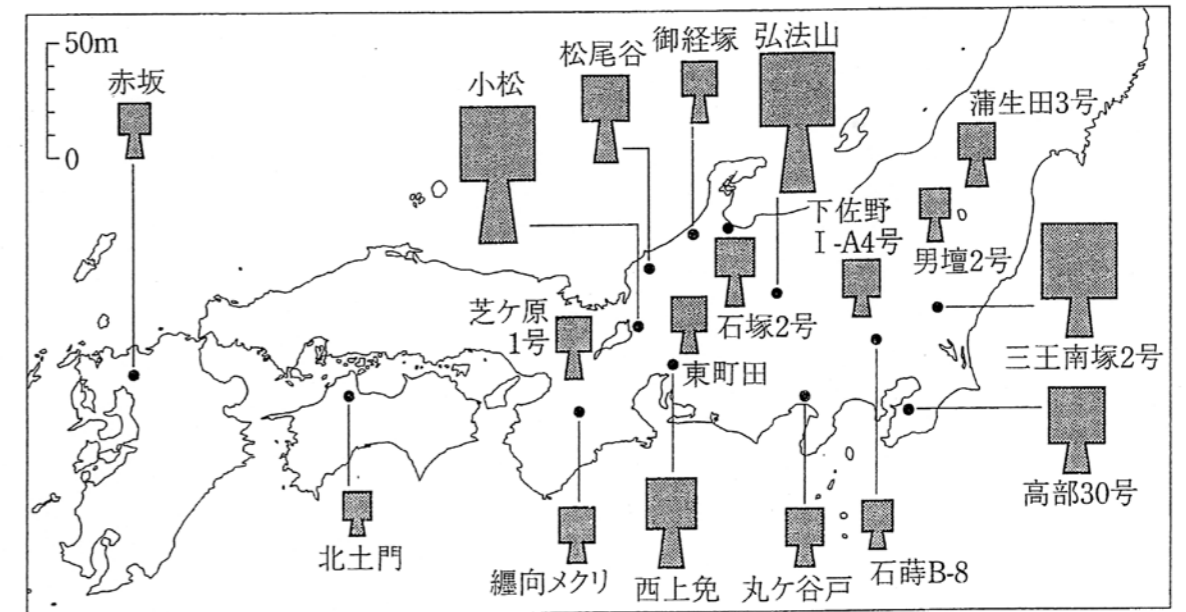 50m
0
赤坂
小松
松尾谷
御経塚
弘法山
蒲生田3号
下佐野
Ⅰ-A4号
男壇2号
芝ケ原
1号
石塚2号
東町田
三王南塚2号
高部30号
北土門
纒向メクリ
西上免
丸ケ谷戸
石蒔B-8